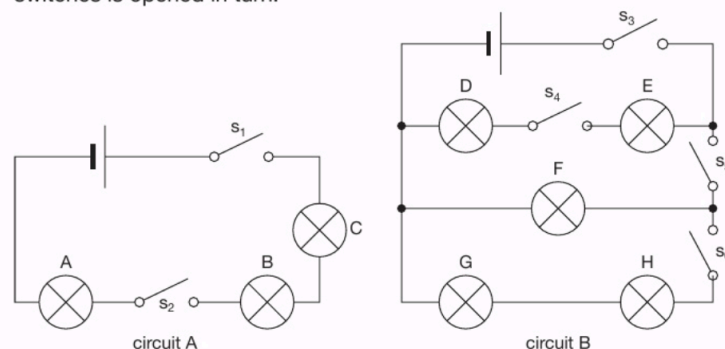 switches is opened in turn.
S₃
D
S₄
E
S₁
F
C
A
B
G
H
S₂
circuit A
circuit B